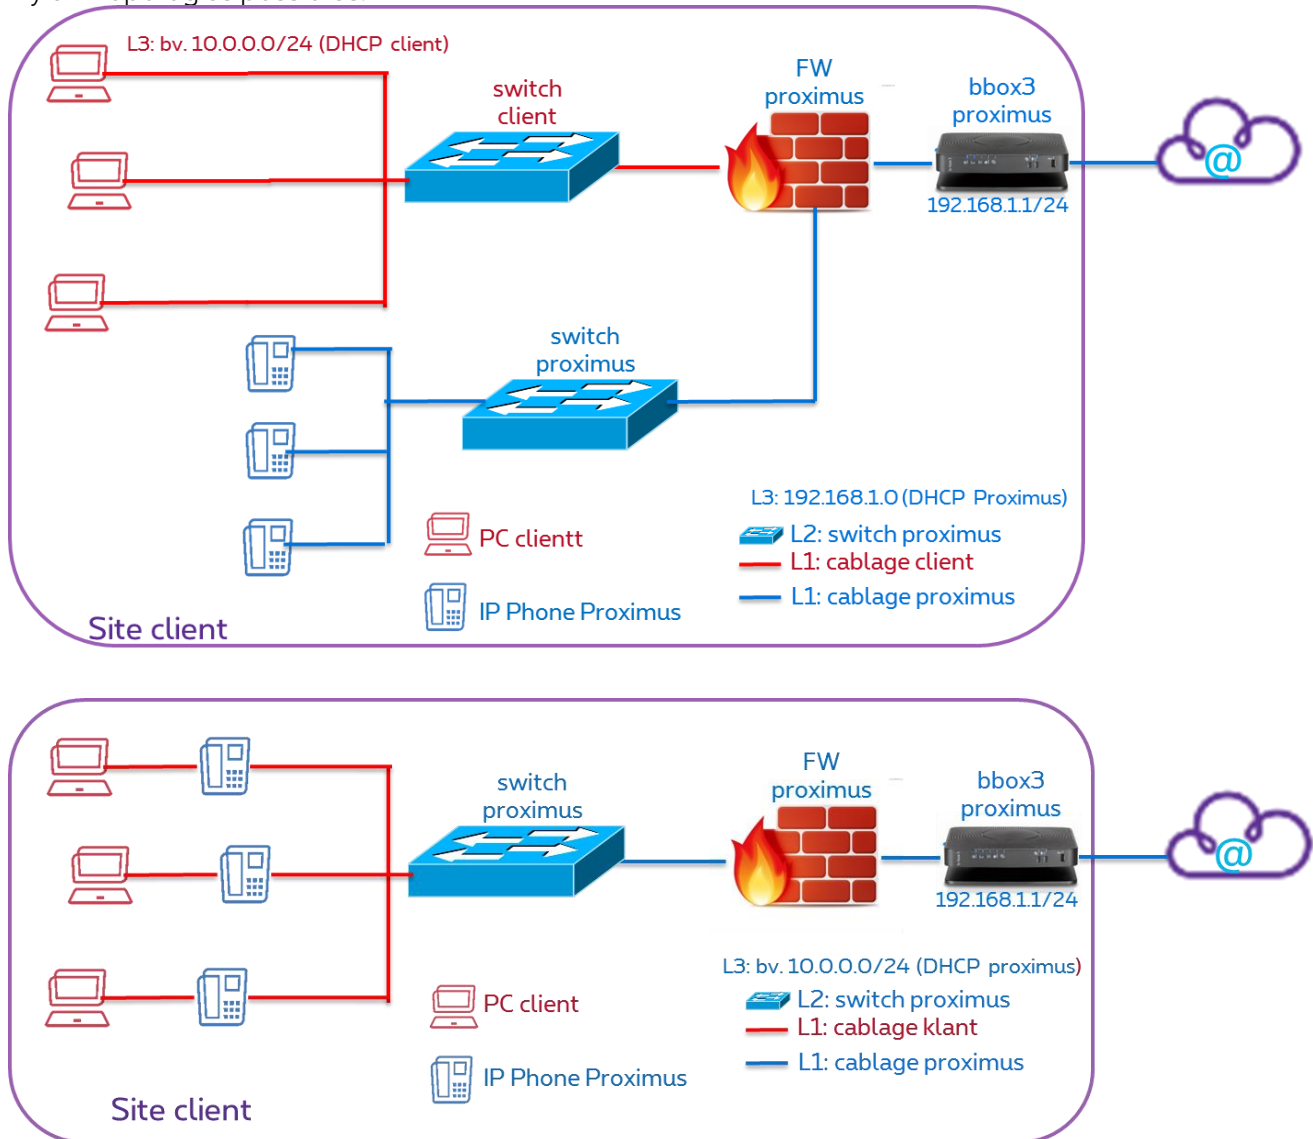 L3: bv. 10.0.0.0/24 (DHCP client)
switch
client
FW
proximus
bbox3
proximus
@
192.168.1.1/24
switch
proximus
L3: 192.168.1.0 (DHCP Proximus)
PC clientt
L2: switch proximus
L1: cablage client
IP Phone Proximus
L1: cablage proximus
Site client
switch
proximus
FW
proximus
bbox3
proximus
@
192.168.1.1/24
L3: bv. 10.0.0.0/24 (DHCP proximus)
PC client
L2: switch proximus
L1: cablage klant
IP Phone Proximus
L1: cablage proximus
Site client